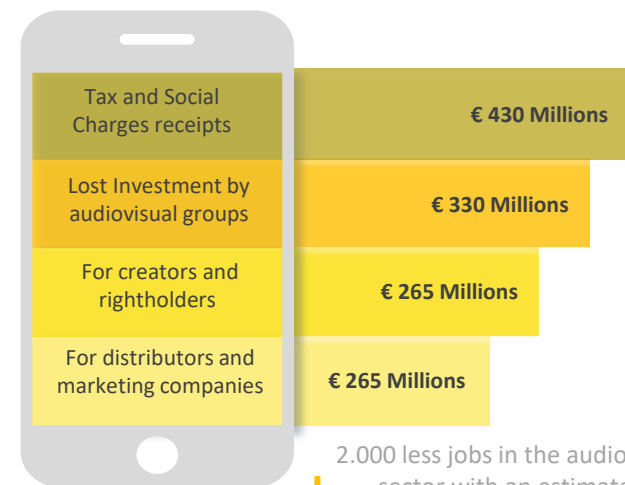 Tax and Social
Charges receipts
€ 430 Millions
Lost Investment by
audiovisual groups
€ 330 Millions
For creators and
rightholders
€ 265 Millions
For distributors and
marketing companies
€ 265 Millions
2.000 less jobs in the